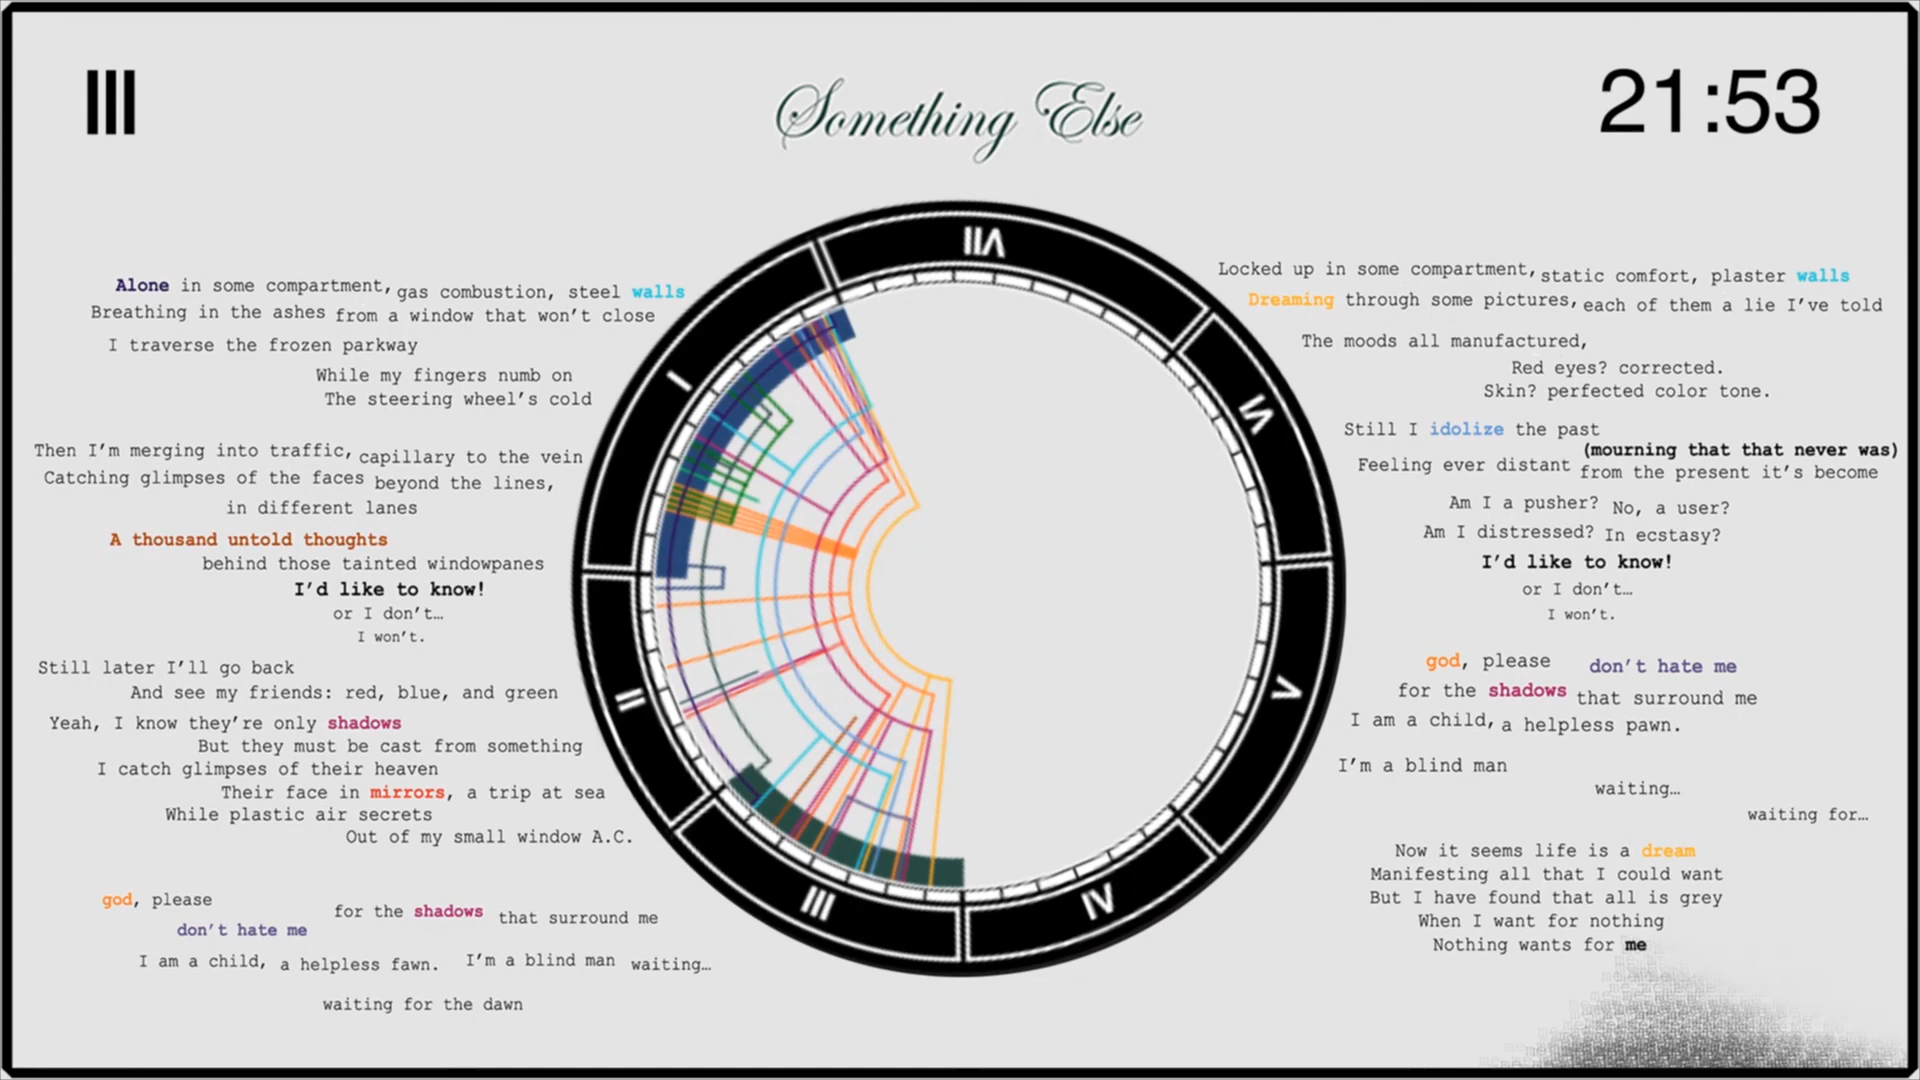 III
Something Else
21:53
VII
I
VI
II
V
III
IV
Alone in some compartment, gas combustion, steel walls
Breathing in the ashes from a window that won't close
I traverse the frozen parkway
While my fingers numb on
The steering wheel's cold
Then I'm merging into traffic, capillary to the vein
Catching glimpses of the faces beyond the lines,
in different lanes
A thousand untold thoughts
behind those tainted windowpanes
I'd like to know!
or I don't…
I won't.
Still later I'll go back
And see my friends: red, blue, and green
Yeah, I know they're only shadows
But they must be cast from something
I catch glimpses of their heaven
Their face in mirrors, a trip at sea
While plastic air secrets
Out of my small window A.C.
god, please
don't hate me
for the shadows that surround me
I am a child, a helpless fawn.
I'm a blind man waiting…
waiting for the dawn
Locked up in some compartment, static comfort, plaster walls
Dreaming through some pictures, each of them a lie I've told
The moods all manufactured,
Red eyes? corrected.
Skin? perfected color tone.
Still I idolize the past
(mourning that that never was)
Feeling ever distant from the present it's become
Am I a pusher? No, a user?
Am I distressed? In ecstasy?
I'd like to know!
or I don't…
I won't.
god, please don't hate me
for the shadows that surround me
I am a child, a helpless pawn.
I'm a blind man
waiting…
waiting for…
Now it seems life is a dream
Manifesting all that I could want
But I have found that all is grey
When I want for nothing
Nothing wants for me